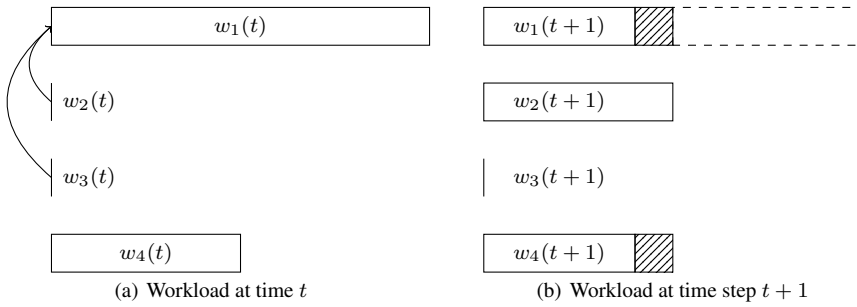 w₁(t)
w₁(t+1)
w₂(t)
w₂(t+1)
w₃(t)
w₃(t+1)
w₄(t)
w₄(t+1)
(a) Workload at time t
(b) Workload at time step t + 1